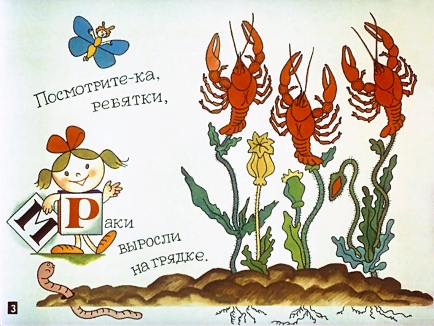 Посмотрите-ка,
ребятки,
М Раки
выросли
на грядке.
3